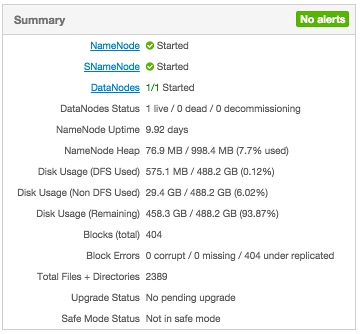 Summary No alerts
NameNode Started
SNameNode Started
DataNodes 1/1 Started
DataNodes Status 1 live / 0 dead / 0 decommissioning
NameNode Uptime 9.92 days
NameNode Heap 76.9 MB / 998.4 MB (7.7% used)
Disk Usage (DFS Used) 575.1 MB / 488.2 GB (0.12%)
Disk Usage (Non DFS Used) 29.4 GB / 488.2 GB (6.02%)
Disk Usage (Remaining) 458.3 GB / 488.2 GB (93.87%)
Blocks (total) 404
Block Errors 0 corrupt / 0 missing / 404 under replicated
Total Files + Directories 2389
Upgrade Status No pending upgrade
Safe Mode Status Not in safe mode